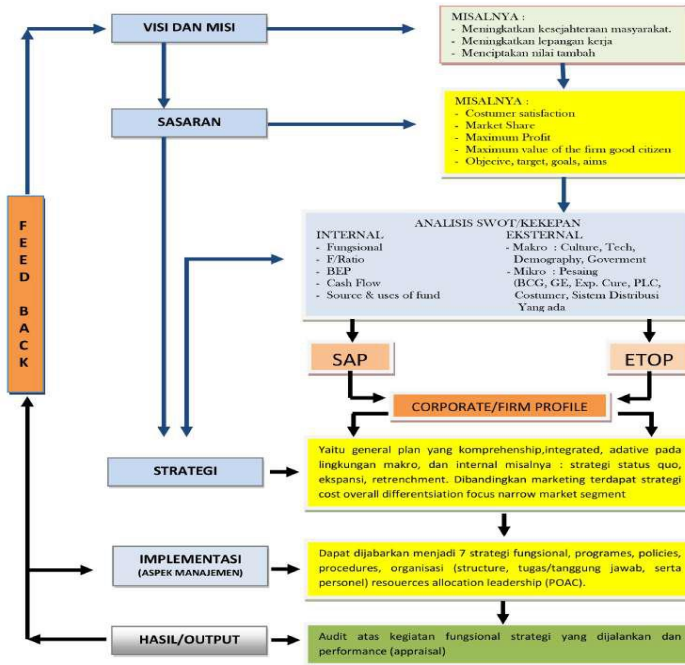 VISI DAN MISI
MISALNYA :
- Meningkatkan kesejahteraan masyarakat.
- Meningkatkan lepangan kerja
- Menciptakan nilai tambah
SASARAN
MISALNYA :
- Costumer satisfaction
- Market Share
- Maximum Profit
- Maximum value of the firm good citizen
- Objecive, target, goals, aims
FEED BACK
ANALISIS SWOT/KEKEPAN
INTERNAL
- Fungsional
- F/Ratio
- BEP
- Cash Flow
- Source & uses of fund
EKSTERNAL
- Makro : Culture, Tech,
Demography, Goverment
- Mikro : Pesaing
(BCG, GE, Exp. Cure, PLC,
Costumer, Sistem Distribusi
Yang ada
SAP
ETOP
CORPORATE/FIRM PROFILE
STRATEGI
Yaitu general plan yang komprehenship,integrated, adative pada
lingkungan makro, dan internal misalnya : strategi status quo,
ekspansi, retrenchment. Dibandingkan marketing terdapat strategi
cost overall differentsiation focus narrow market segment
IMPLEMENTASI
(ASPEK MANAJEMEN)
Dapat dijabarkan menjadi 7 strategi fungsional, programes, policies,
procedures, organisasi (structure, tugas/tanggung jawab, serta
personel) resouerces allocation leadership (POAC).
HASIL/OUTPUT
Audit atas kegiatan fungsional strategi yang dijalankan dan
performance (appraisal)